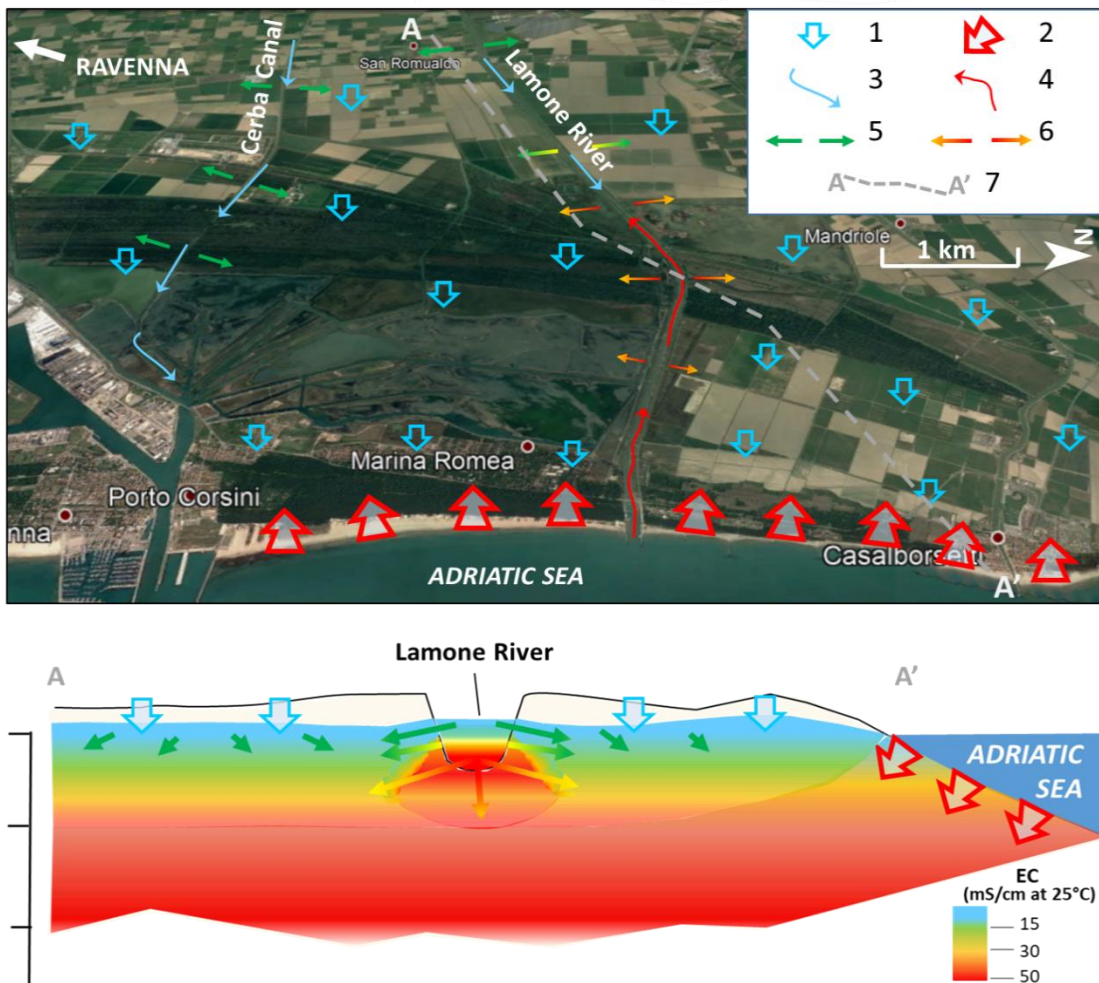 A
1
2
RAVENNA
San Romualdo
Cerba Canal
Lamone River
3
4
5
6
A A' 7
Mandriole
1 km
N
Marina Romea
Porto Corsini
nna
Casalborsetti
ADRIATIC SEA
A'
Lamone River
A
A'
ADRIATIC
SEA
EC
(mS/cm at 25°C)
15
30
50